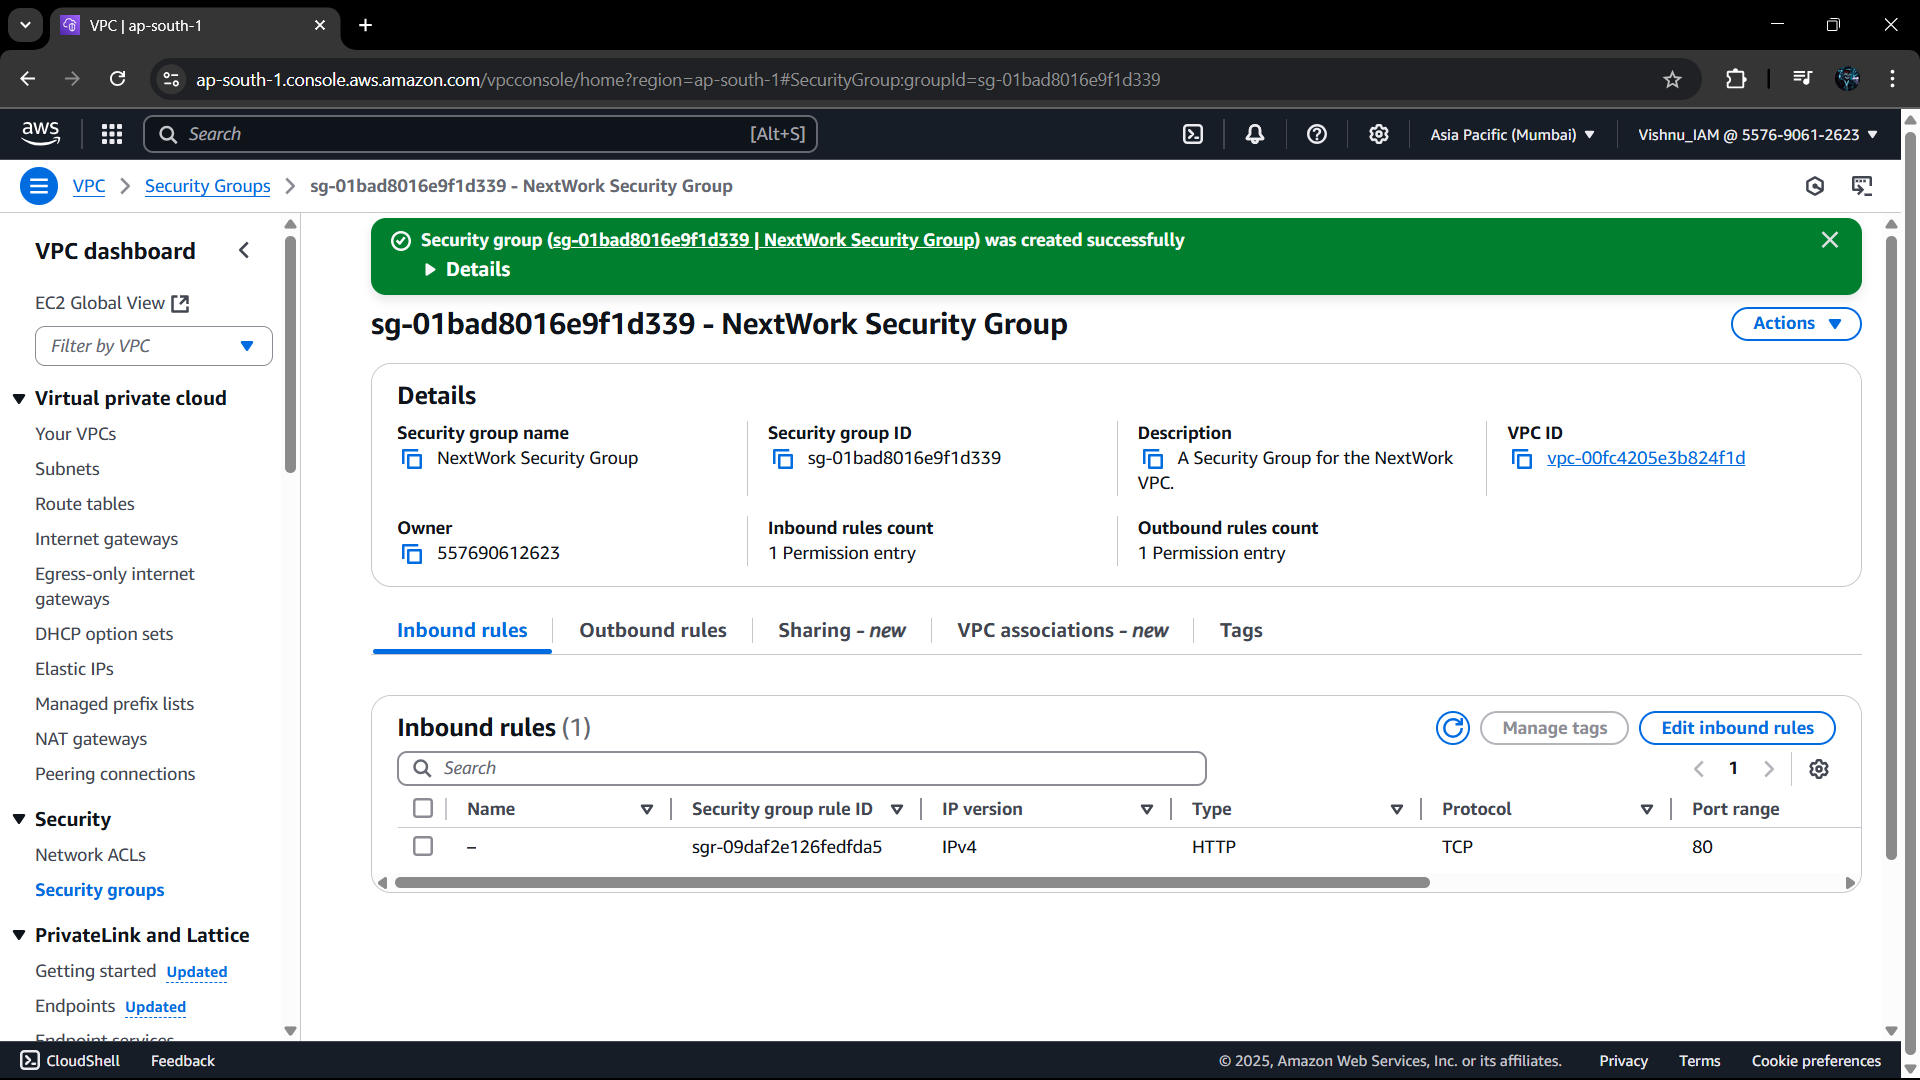 VPC | ap-south-1
ap-south-1.console.aws.amazon.com/vpcconsole/home?region=ap-south-1#SecurityGroup:groupId=sg-01bad8016e9f1d339
aws
Search [Alt+S]
Asia Pacific (Mumbai)
Vishnu_IAM @ 5576-9061-2623
VPC
Security Groups
sg-01bad8016e9f1d339 - NextWork Security Group
VPC dashboard
EC2 Global View
Filter by VPC
Virtual private cloud
Your VPCs
Subnets
Route tables
Internet gateways
Egress-only internet
gateways
DHCP option sets
Elastic IPs
Managed prefix lists
NAT gateways
Peering connections
Security
Network ACLs
Security groups
PrivateLink and Lattice
Getting started Updated
Endpoints Updated
Endpoint services
Security group (sg-01bad8016e9f1d339 | NextWork Security Group) was created successfully
Details
sg-01bad8016e9f1d339 - NextWork Security Group
Actions
Details
Security group name
NextWork Security Group
Security group ID
sg-01bad8016e9f1d339
Description
A Security Group for the NextWork
VPC.
VPC ID
vpc-00fc4205e3b824f1d
Owner
557690612623
Inbound rules count
1 Permission entry
Outbound rules count
1 Permission entry
Inbound rules
Outbound rules
Sharing - new
VPC associations - new
Tags
Inbound rules (1)
Manage tags
Edit inbound rules
Search
1
Name Security group rule ID IP version Type Protocol Port range
– sgr-09daf2e126fedfda5 IPv4 HTTP TCP 80
CloudShell
Feedback
© 2025, Amazon Web Services, Inc. or its affiliates.
Privacy
Terms
Cookie preferences